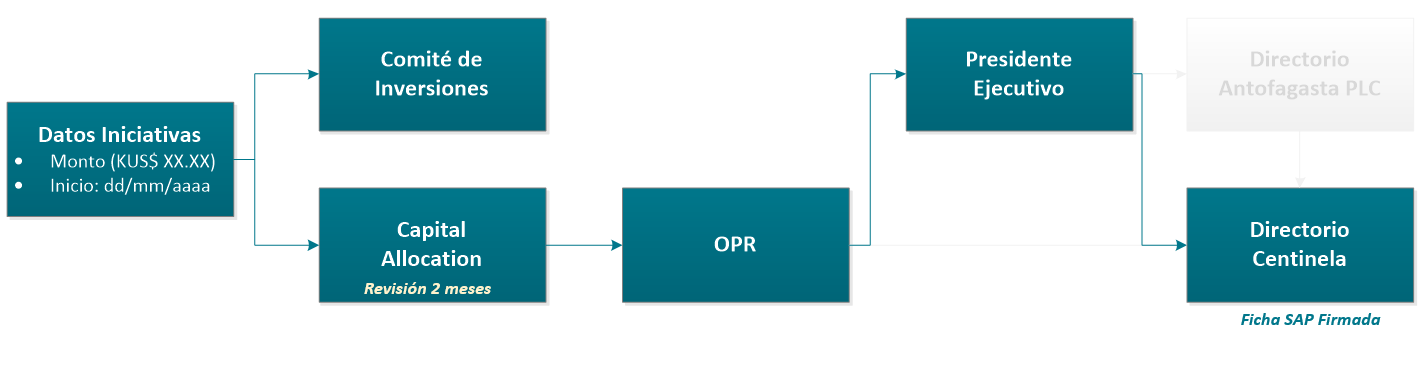 Datos Iniciativas
• Monto (KUS$ XX.XX)
• Inicio: dd/mm/aaaa
Comité de
Inversiones
Capital
Allocation
Revisión 2 meses
OPR
Presidente
Ejecutivo
Directorio
Antofagasta PLC
Directorio
Centinela
Ficha SAP Firmada